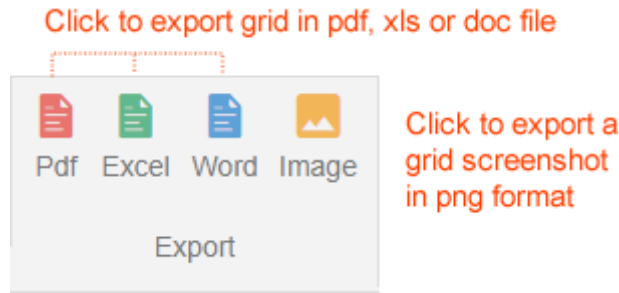 Click to export grid in pdf, xls or doc file
Pdf Excel Word Image
Export
Click to export a
grid screenshot
in png format